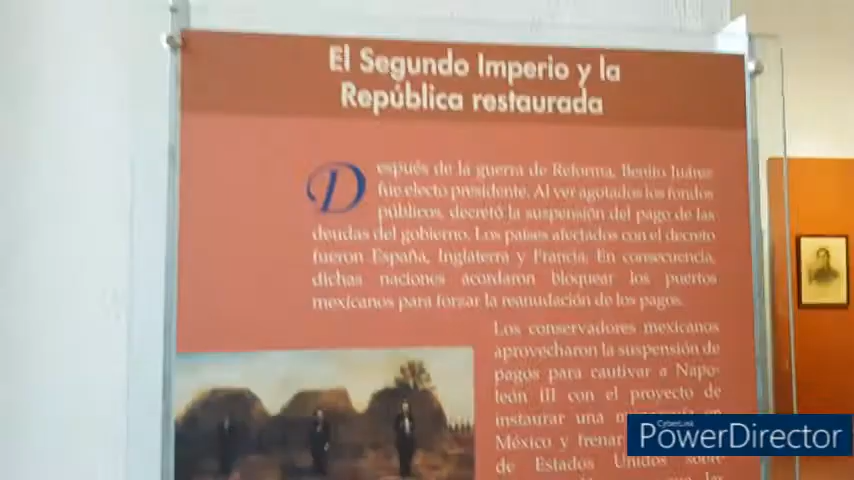 El Segundo Imperio y la
República restaurada
Después de la guerra de Reforma, Benito Juárez
fue electo presidente. Al ver agotados los fondos
públicos, decretó la suspensión del pago de las
deudas del gobierno. Los países afectados con el decreto
fueron España, Inglaterra y Francia. En consecuencia,
dichas naciones acordaron bloquear los puertos
mexicanos para forzar la reanudación de los pagos.
Los conservadores mexicanos
aprovecharon la suspensión de
pagos para cautivar a Napo-
león III con el proyecto de
instaurar una en
México y frenar
de Estados Unidos sobre
CyberLink
PowerDirector